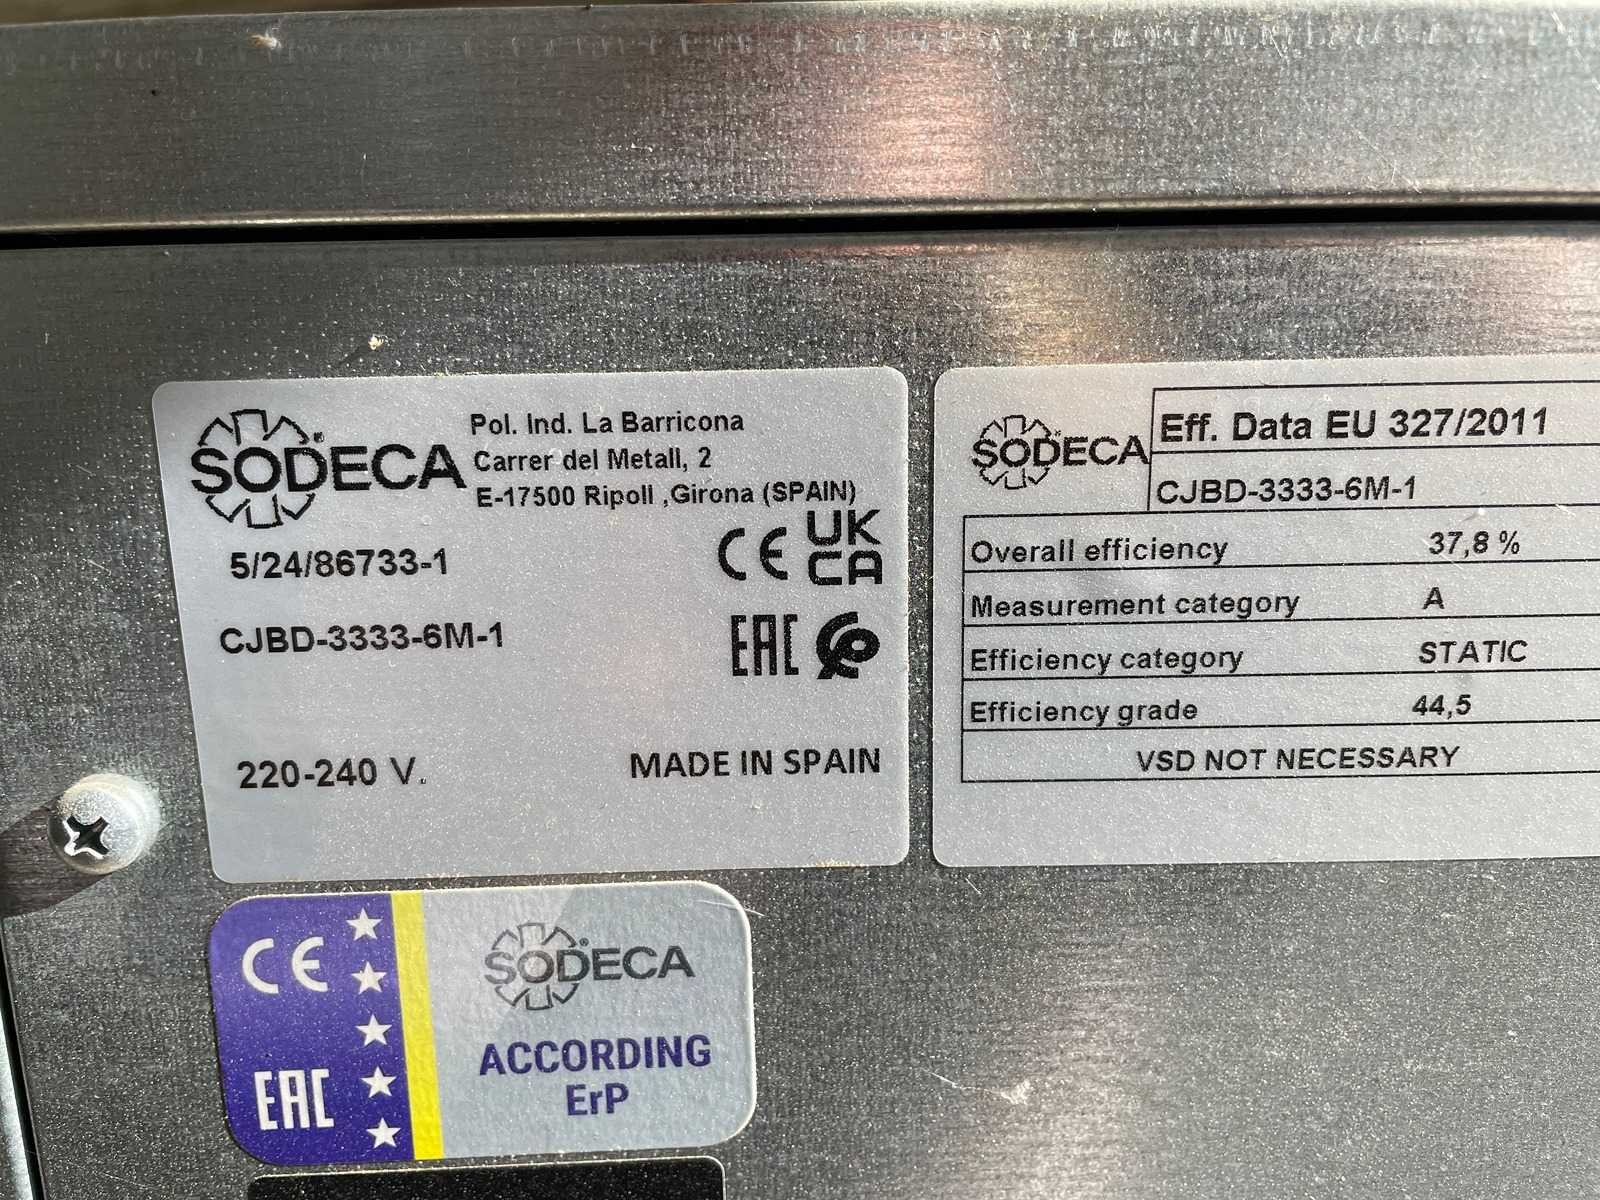 SODECA
Pol. Ind. La Barricona
Carrer del Metall, 2
E-17500 Ripoll ,Girona (SPAIN)
5/24/86733-1
CE UK CA
CJBD-3333-6M-1
EAC
220-240 V.
MADE IN SPAIN
SODECA
Eff. Data EU 327/2011
CJBD-3333-6M-1
Overall efficiency 37,8 %
Measurement category A
Efficiency category STATIC
Efficiency grade 44,5
VSD NOT NECESSARY
CE
EAC
SODECA
ACCORDING
ErP